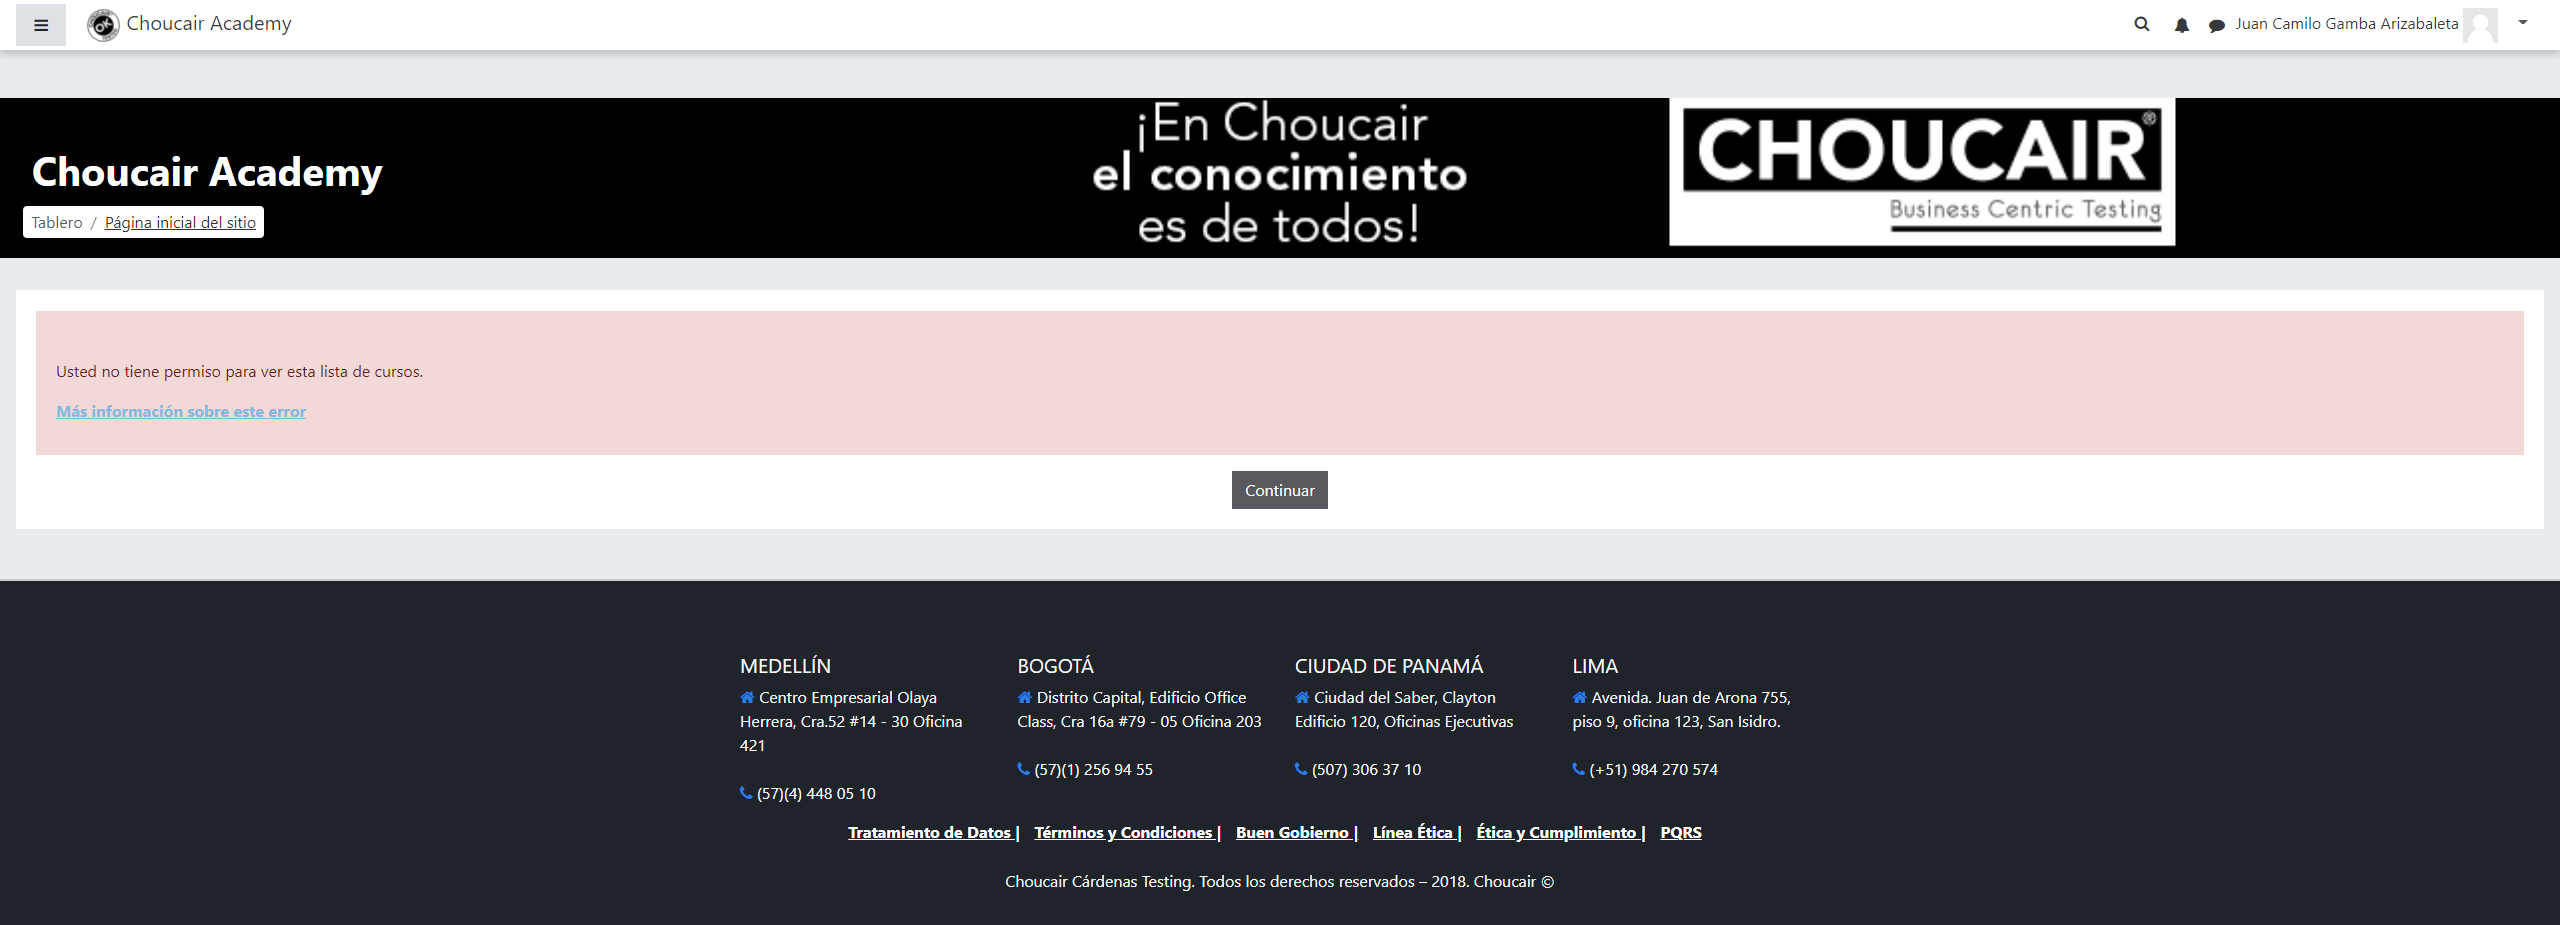 Choucair Academy
Juan Camilo Gamba Arizabaleta
Choucair Academy
Tablero / Página inicial del sitio
¡En Choucair
el conocimiento
es de todos!
CHOUCAIR®
Business Centric Testing
Usted no tiene permiso para ver esta lista de cursos.
Más información sobre este error
Continuar
MEDELLÍN
Centro Empresarial Olaya
Herrera, Cra.52 #14 - 30 Oficina
421
(57)(4) 448 05 10
BOGOTÁ
Distrito Capital, Edificio Office
Class, Cra 16a #79 - 05 Oficina 203
(57)(1) 256 94 55
CIUDAD DE PANAMÁ
Ciudad del Saber, Clayton
Edificio 120, Oficinas Ejecutivas
(507) 306 37 10
LIMA
Avenida. Juan de Arona 755,
piso 9, oficina 123, San Isidro.
(+51) 984 270 574
Tratamiento de Datos | Términos y Condiciones | Buen Gobierno | Línea Ética | Ética y Cumplimiento | PQRS
Choucair Cárdenas Testing. Todos los derechos reservados – 2018. Choucair ©